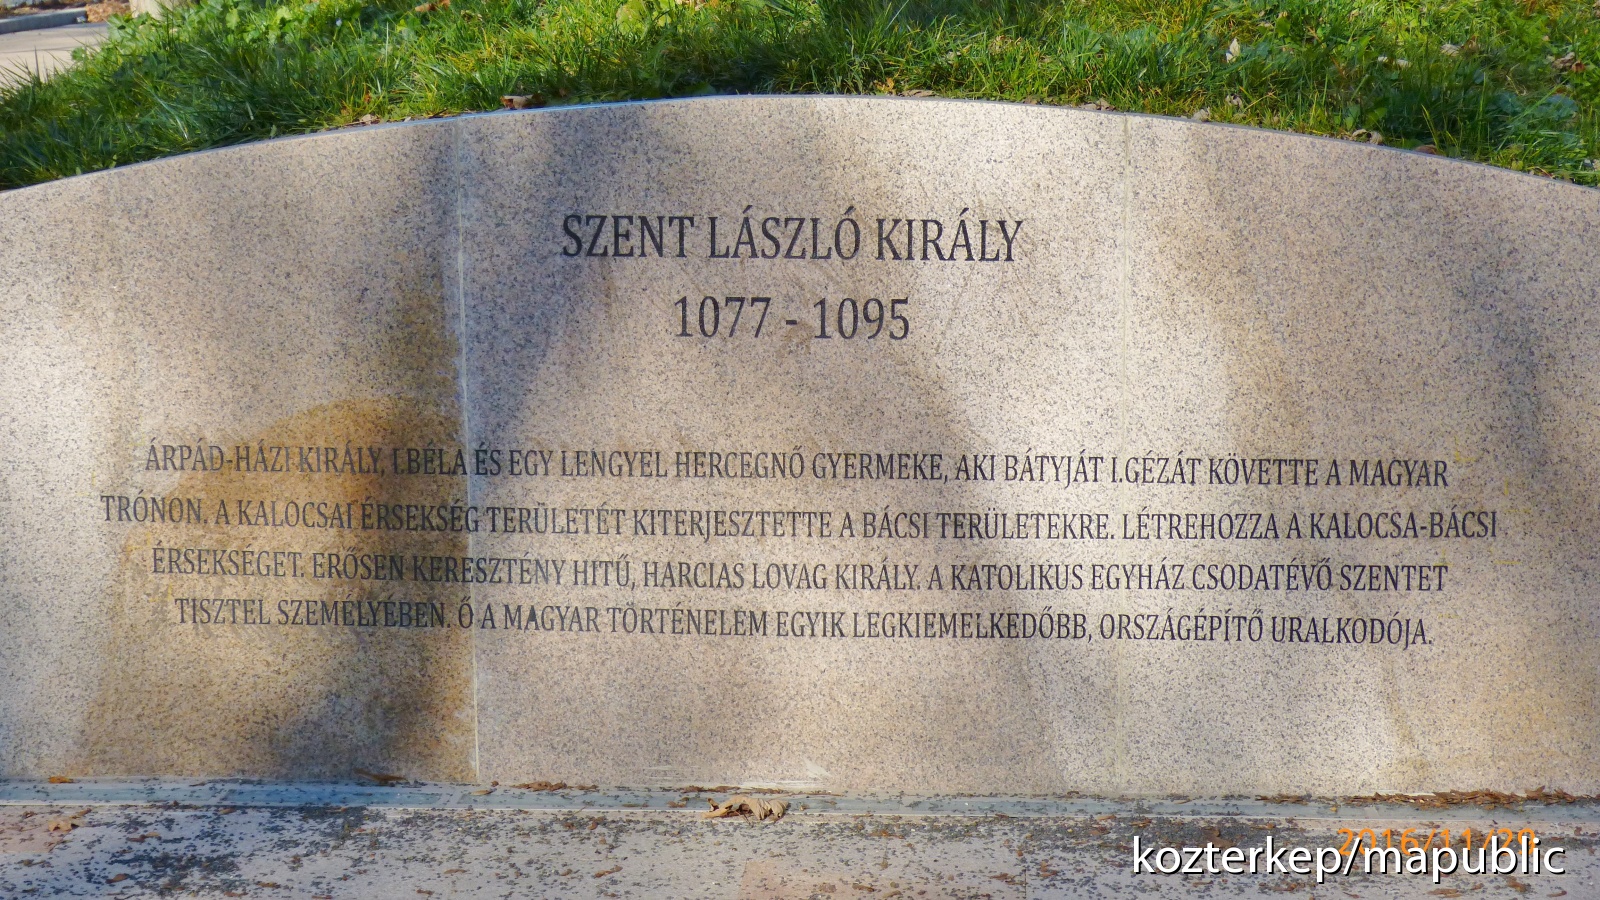 SZENT LÁSZLÓ KIRÁLY
1077 - 1095
ÁRPÁD-HÁZI KIRÁLY, I.BÉLA ÉS EGY LENGYEL HERCEGNŐ GYERMEKE, AKI BÁTYJÁT I.GÉZÁT KÖVETTE A MAGYAR
TRÓNON. A KALOCSAI ÉRSEKSÉG TERÜLETÉT KITERJESZTETTE A BÁCSI TERÜLETEKRE. LÉTREHOZZA A KALOCSA-BÁCSI
ÉRSEKSÉGET. ERŐSEN KERESZTÉNY HITŰ, HARCIAS LOVAG KIRÁLY. A KATOLIKUS EGYHÁZ CSODATÉVŐ SZENTET
TISZTEL SZEMÉLYÉBEN. Ő A MAGYAR TÖRTÉNELEM EGYIK LEGKIEMELKEDŐBB, ORSZÁGÉPÍTŐ URALKODÓJA.
kozterkep/mapublic